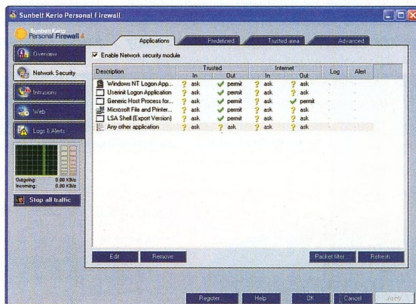 Sunbelt Kerio Personal Firewall
Sunbelt Kerio
Personal Firewall 4
Applications Predefined Trusted area Advanced
Overview
Network Security
Intrusions
Web
Logs & Alerts
Outgoing: 0.00 KB/s
Incoming: 0.00 KB/s
Stop all traffic
Enable Network security module
Description Trusted Internet Log Alert
In Out In Out
Windows NT Logon App... ? ask permit ? ask ? ask
Userinit Logon Application ? ask permit ? ask ? ask
Generic Host Process for... ? ask permit ? ask permit
Microsoft File and Printer... ? ask permit ? ask ? ask
LSA Shell (Export Version) ? ask permit ? ask ? ask
Any other application ? ask ? ask ? ask ? ask
Edit Remove Packet filter... Refresh
Register Help OK Cancel Apply